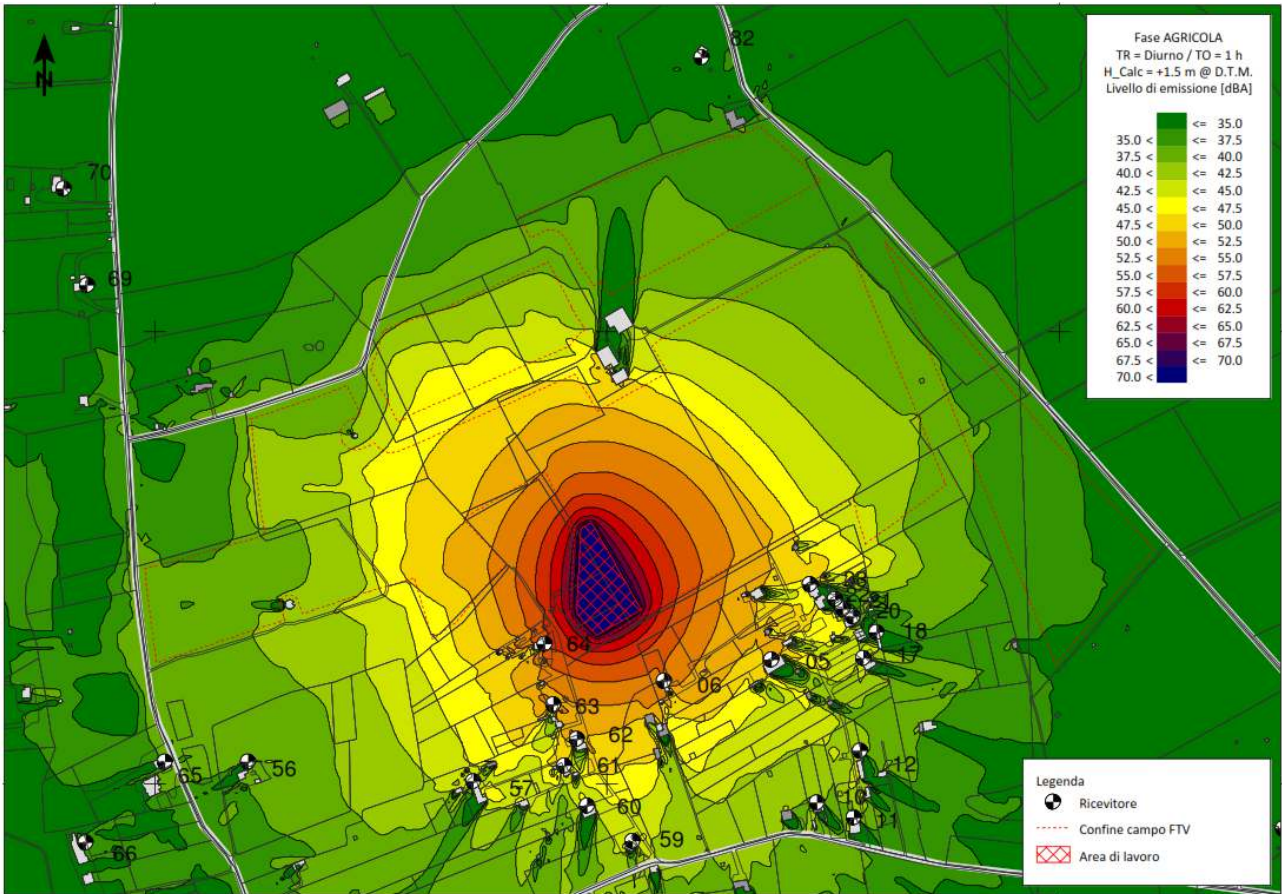 N
Fase AGRICOLA
TR = Diurno / TO = 1 h
H_Calc = +1.5 m @ D.T.M.
Livello di emissione [dBA]
<= 35.0
35.0 < <= 37.5
37.5 < <= 40.0
40.0 < <= 42.5
42.5 < <= 45.0
45.0 < <= 47.5
47.5 < <= 50.0
50.0 < <= 52.5
52.5 < <= 55.0
55.0 < <= 57.5
57.5 < <= 60.0
60.0 < <= 62.5
62.5 < <= 65.0
65.0 < <= 67.5
67.5 < <= 70.0
70.0 <
82
70
69
20
18
17
05
64
06
63
62
61
12
65
56
57
60
10
11
59
66
Legenda
Ricevitore
Confine campo FTV
Area di lavoro